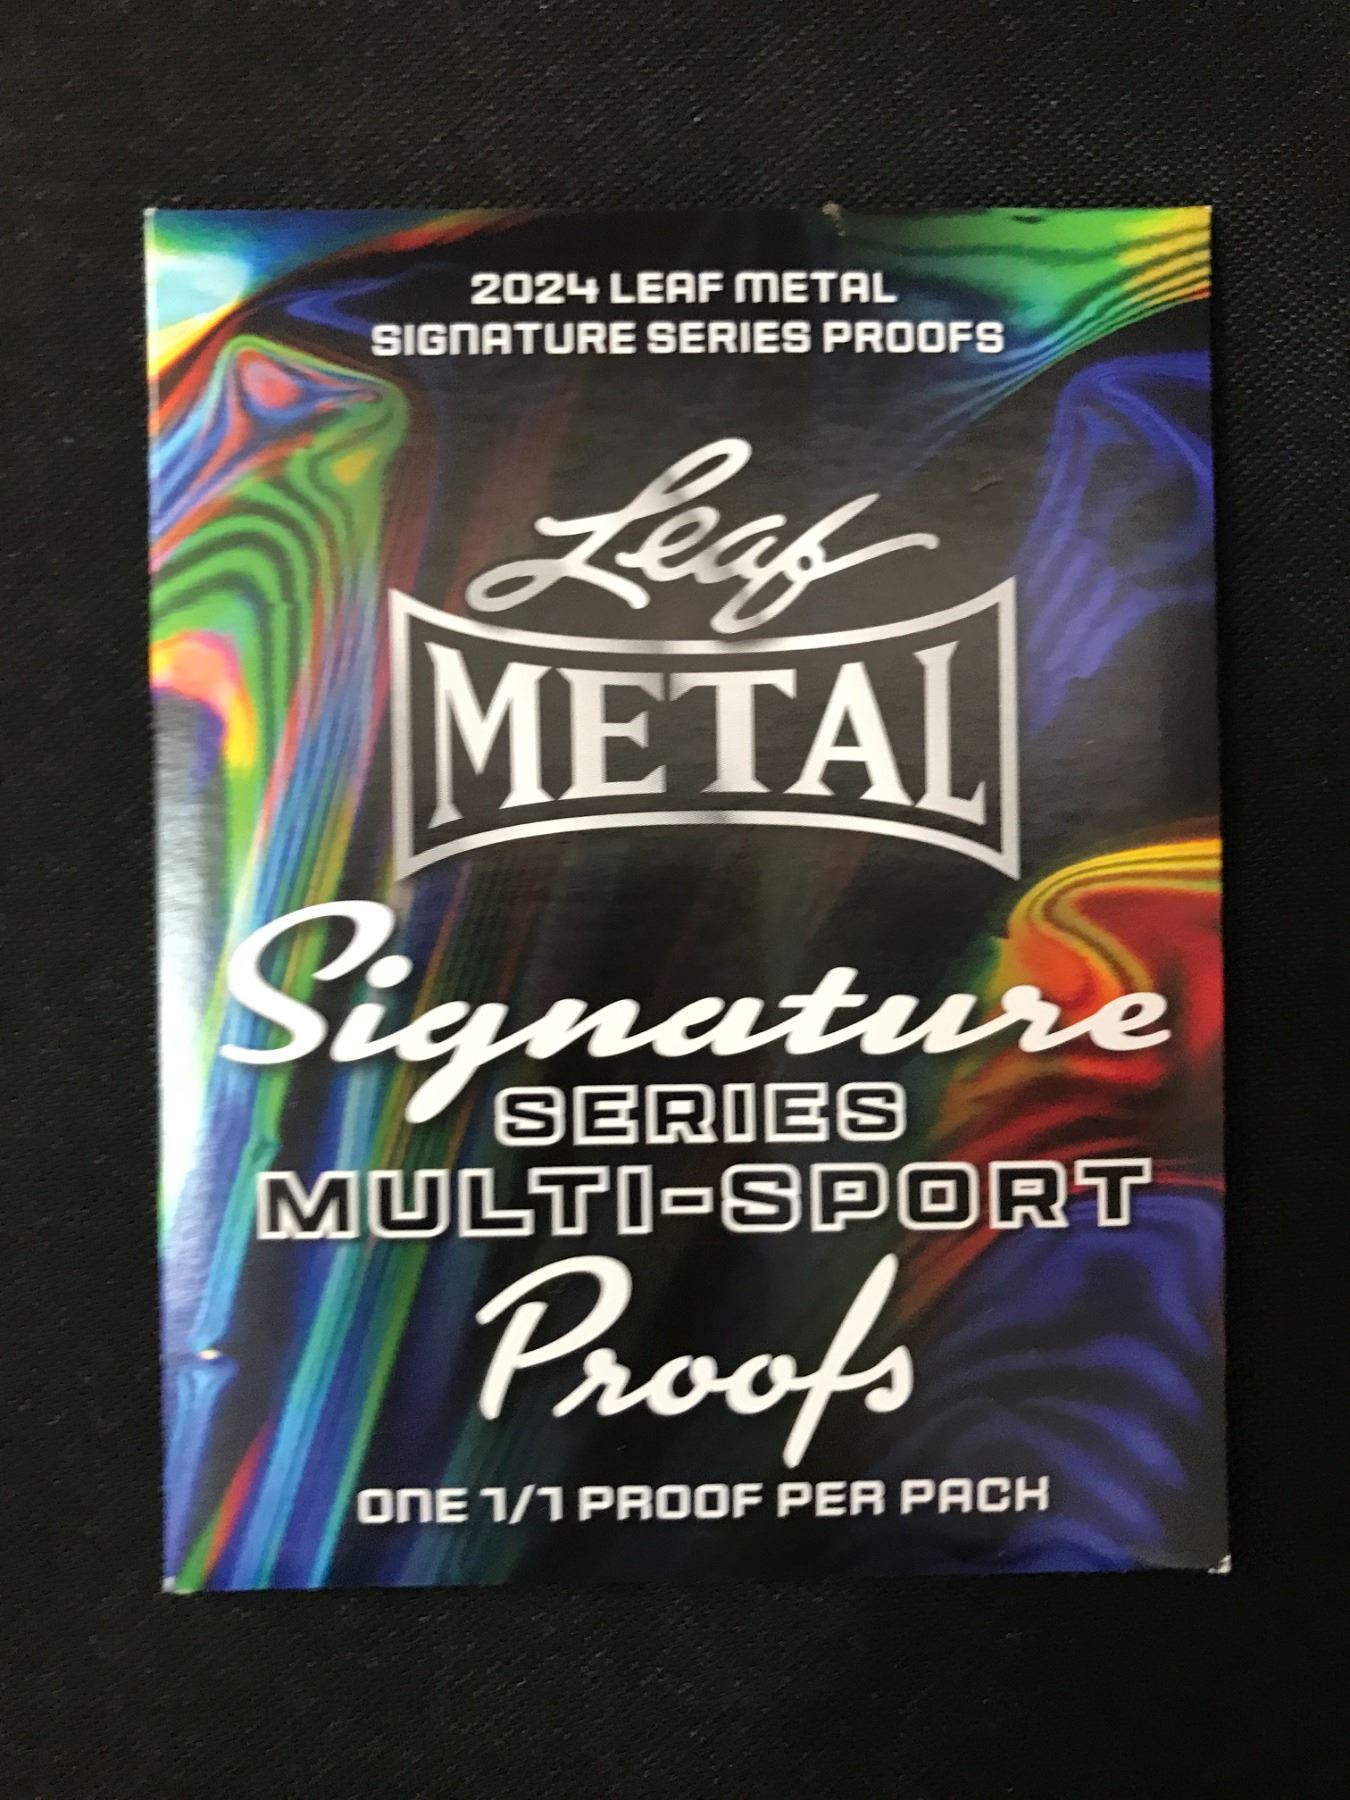 2024 LEAF METAL
SIGNATURE SERIES PROOFS
Leaf
METAL
Signature
SERIES
MULTI-SPORT
Proofs
ONE 1/1 PROOF PER PACK